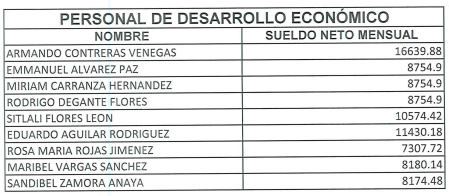 PERSONAL DE DESARROLLO ECONÓMICO
NOMBRE SUELDO NETO MENSUAL
ARMANDO CONTRERAS VENEGAS 16639.88
EMMANUEL ALVAREZ PAZ 8754.9
MIRIAM CARRANZA HERNANDEZ 8754.9
RODRIGO DEGANTE FLORES 8754.9
SITLALI FLORES LEON 10574.42
EDUARDO AGUILAR RODRIGUEZ 11430.18
ROSA MARIA ROJAS JIMENEZ 7307.72
MARIBEL VARGAS SANCHEZ 8180.14
SANDIBEL ZAMORA ANAYA 8174.48